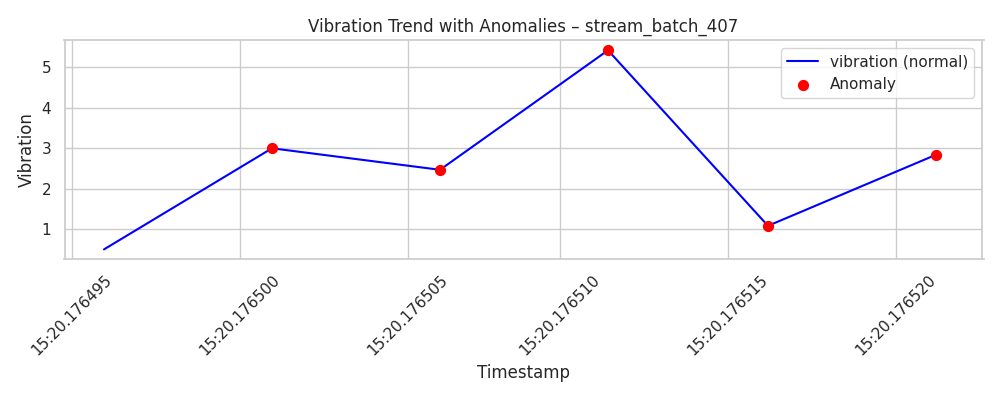 Vibration Trend with Anomalies – stream_batch_407
vibration (normal)
Anomaly
Vibration
5
4
3
2
1
15:20.176495
15:20.176500
15:20.176505
15:20.176510
15:20.176515
15:20.176520
Timestamp